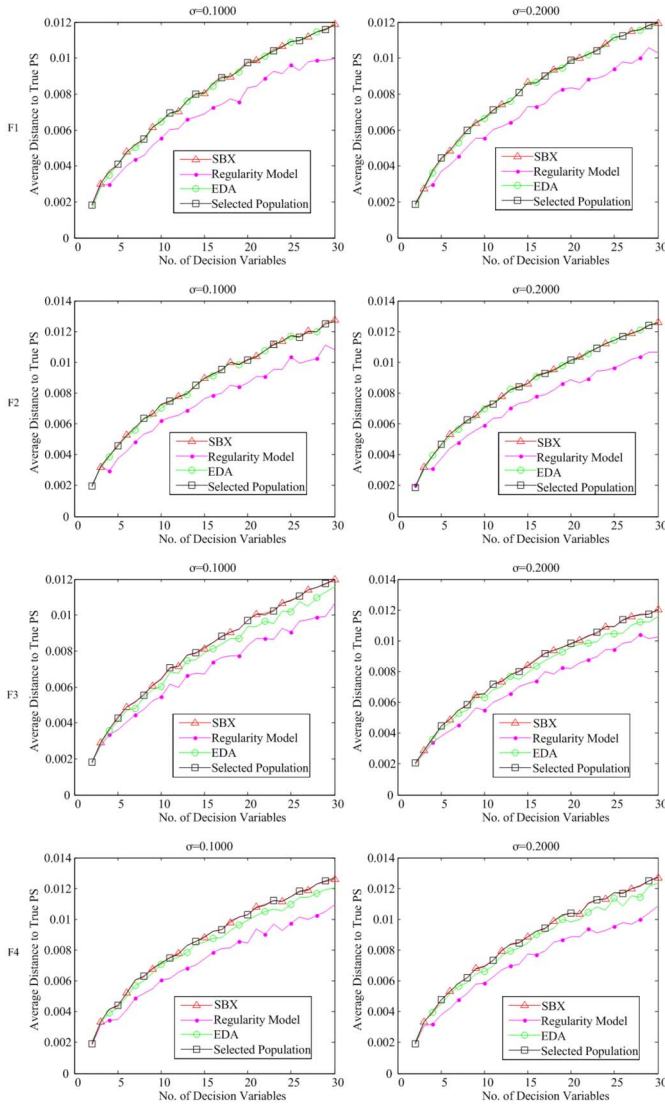 σ=0.1000
0.012
0.01
0.008
0.006
0.004
0.002
0
Average Distance to True PS
F1
SBX
Regularity Model
EDA
Selected Population
0 5 10 15 20 25 30
No. of Decision Variables
σ=0.2000
0.012
0.01
0.008
0.006
0.004
0.002
0
Average Distance to True PS
SBX
Regularity Model
EDA
Selected Population
0 5 10 15 20 25 30
No. of Decision Variables
σ=0.1000
0.014
0.012
0.01
0.008
0.006
0.004
0.002
0
Average Distance to True PS
F2
SBX
Regularity Model
EDA
Selected Population
0 5 10 15 20 25 30
No. of Decision Variables
σ=0.2000
0.014
0.012
0.01
0.008
0.006
0.004
0.002
0
Average Distance to True PS
SBX
Regularity Model
EDA
Selected Population
0 5 10 15 20 25 30
No. of Decision Variables
σ=0.1000
0.012
0.01
0.008
0.006
0.004
0.002
0
Average Distance to True PS
F3
SBX
Regularity Model
EDA
Selected Population
0 5 10 15 20 25 30
No. of Decision Variables
σ=0.2000
0.014
0.012
0.01
0.008
0.006
0.004
0.002
0
Average Distance to True PS
SBX
Regularity Model
EDA
Selected Population
0 5 10 15 20 25 30
No. of Decision Variables
σ=0.1000
0.014
0.012
0.01
0.008
0.006
0.004
0.002
0
Average Distance to True PS
F4
SBX
Regularity Model
EDA
Selected Population
0 5 10 15 20 25 30
No. of Decision Variables
σ=0.2000
0.014
0.012
0.01
0.008
0.006
0.004
0.002
0
Average Distance to True PS
SBX
Regularity Model
EDA
Selected Population
0 5 10 15 20 25 30
No. of Decision Variables